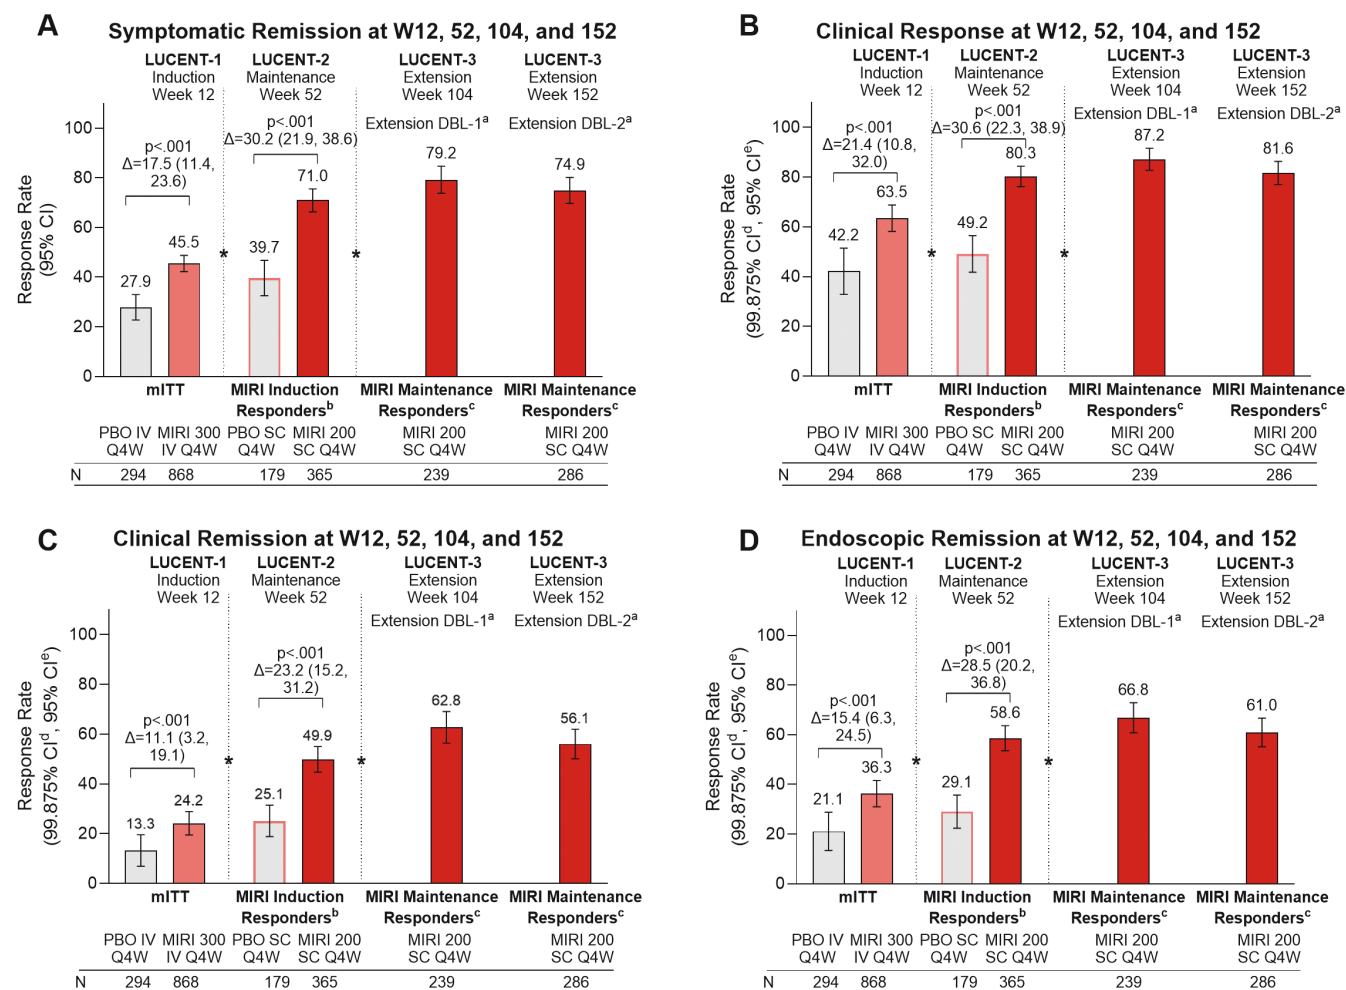 A
Symptomatic Remission at W12, 52, 104, and 152
LUCENT-1
Induction
Week 12
LUCENT-2
Maintenance
Week 52
LUCENT-3
Extension
Week 104
LUCENT-3
Extension
Week 152
Extension DBL-1a
Extension DBL-2a
Response Rate
(95% CI)
100
80
60
40
20
0
p<.001
Δ=17.5 (11.4,
23.6)
p<.001
Δ=30.2 (21.9, 38.6)
27.9
45.5
*
39.7
71.0
*
79.2
74.9
mITT
MIRI Induction
Respondersb
MIRI Maintenance
Respondersc
MIRI Maintenance
Respondersc
PBO IV
Q4W
MIRI 300
IV Q4W
PBO SC
Q4W
MIRI 200
SC Q4W
MIRI 200
SC Q4W
MIRI 200
SC Q4W
N 294 868 179 365 239 286
B
Clinical Response at W12, 52, 104, and 152
LUCENT-1
Induction
Week 12
LUCENT-2
Maintenance
Week 52
LUCENT-3
Extension
Week 104
LUCENT-3
Extension
Week 152
Extension DBL-1a
Extension DBL-2a
Response Rate
(99.875% CId, 95% CIe)
100
80
60
40
20
0
p<.001
Δ=21.4 (10.8,
32.0)
p<.001
Δ=30.6 (22.3, 38.9)
42.2
63.5
*
49.2
80.3
*
87.2
81.6
mITT
MIRI Induction
Respondersb
MIRI Maintenance
Respondersc
MIRI Maintenance
Respondersc
PBO IV
Q4W
MIRI 300
IV Q4W
PBO SC
Q4W
MIRI 200
SC Q4W
MIRI 200
SC Q4W
MIRI 200
SC Q4W
N 294 868 179 365 239 286
C
Clinical Remission at W12, 52, 104, and 152
LUCENT-1
Induction
Week 12
LUCENT-2
Maintenance
Week 52
LUCENT-3
Extension
Week 104
LUCENT-3
Extension
Week 152
Extension DBL-1a
Extension DBL-2a
Response Rate
(99.875% CId, 95% CIe)
100
80
60
40
20
0
p<.001
Δ=11.1 (3.2,
19.1)
p<.001
Δ=23.2 (15.2,
31.2)
13.3
24.2
*
25.1
49.9
*
62.8
56.1
mITT
MIRI Induction
Respondersb
MIRI Maintenance
Respondersc
MIRI Maintenance
Respondersc
PBO IV
Q4W
MIRI 300
IV Q4W
PBO SC
Q4W
MIRI 200
SC Q4W
MIRI 200
SC Q4W
MIRI 200
SC Q4W
N 294 868 179 365 239 286
D
Endoscopic Remission at W12, 52, 104, and 152
LUCENT-1
Induction
Week 12
LUCENT-2
Maintenance
Week 52
LUCENT-3
Extension
Week 104
LUCENT-3
Extension
Week 152
Extension DBL-1a
Extension DBL-2a
Response Rate
(99.875% CId, 95% CIe)
100
80
60
40
20
0
p<.001
Δ=15.4 (6.3,
24.5)
p<.001
Δ=28.5 (20.2,
36.8)
21.1
36.3
*
29.1
58.6
*
66.8
61.0
mITT
MIRI Induction
Respondersb
MIRI Maintenance
Respondersc
MIRI Maintenance
Respondersc
PBO IV
Q4W
MIRI 300
IV Q4W
PBO SC
Q4W
MIRI 200
SC Q4W
MIRI 200
SC Q4W
MIRI 200
SC Q4W
N 294 868 179 365 239 286